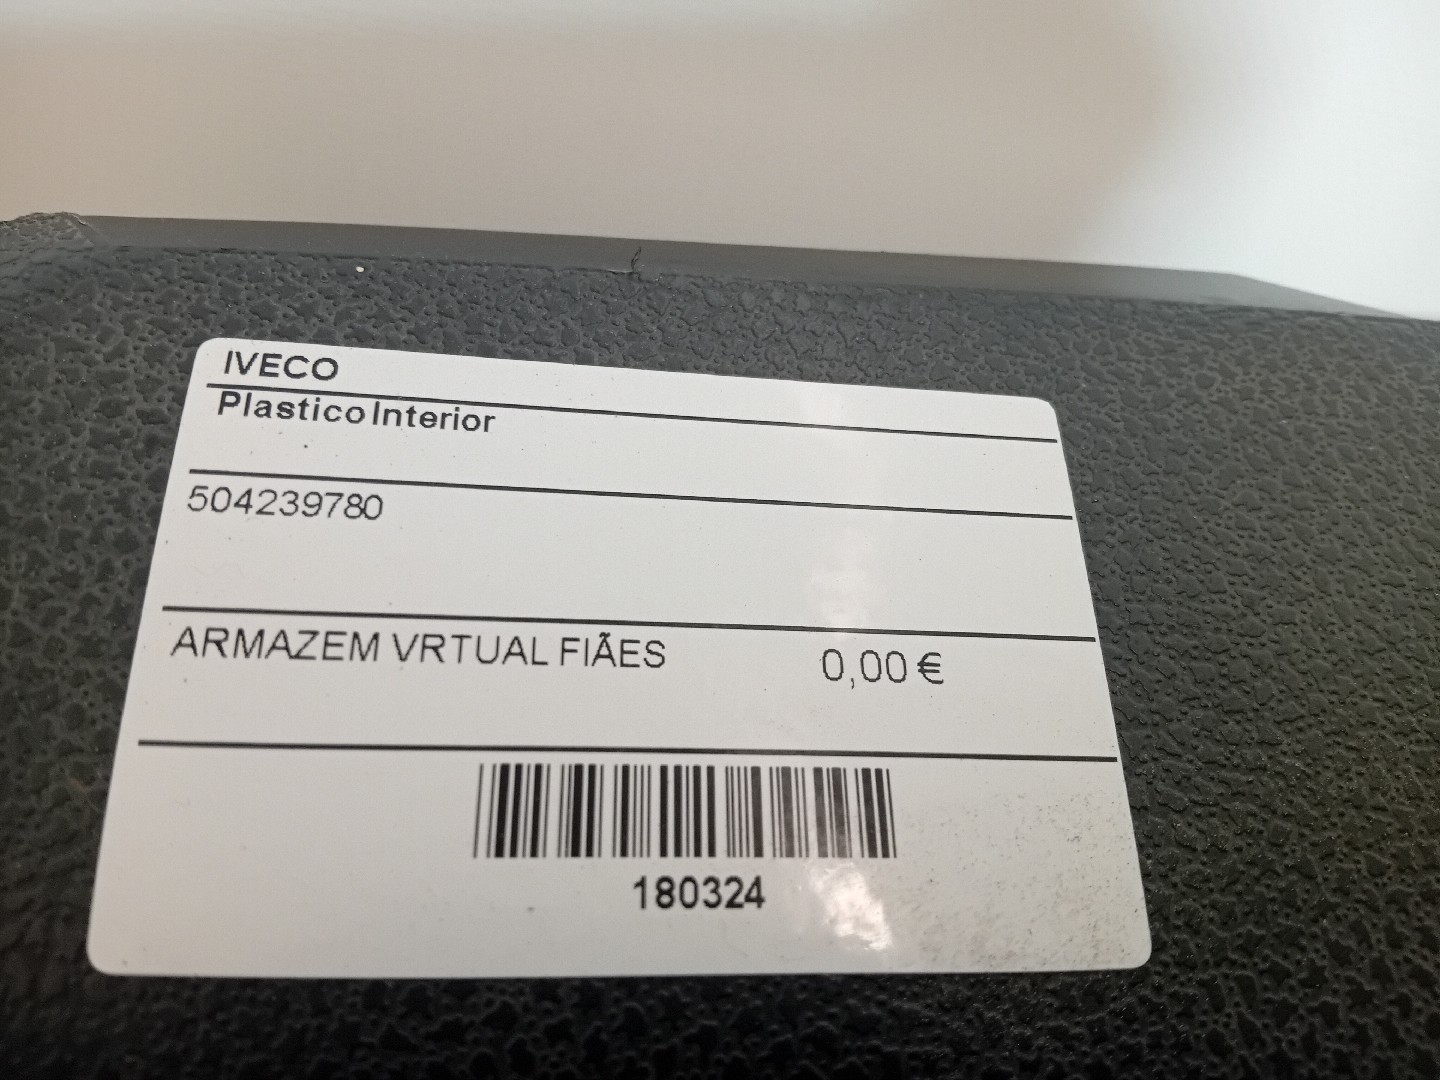 IVECO
Plastico Interior
504239780
ARMAZEM VRTUAL FIÃES 0,00 €
180324